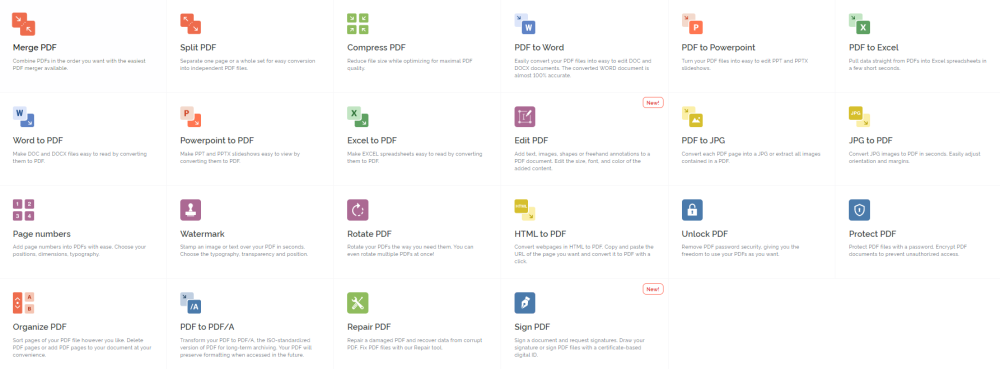 Merge PDF
Combine PDFs in the order you want with the easiest
PDF merger available.
Split PDF
Separate one page or a whole set for easy conversion
into independent PDF files.
Compress PDF
Reduce file size while optimizing for maximal PDF
quality.
W
PDF to Word
Easily convert your PDF files into easy to edit DOC and
DOCX documents. The converted WORD document is
almost 100% accurate.
P
PDF to Powerpoint
Turn your PDF files into easy to edit PPT and PPTX
slideshows.
X
PDF to Excel
Pull data straight from PDFs into Excel spreadsheets in
a few short seconds.
W
Word to PDF
Make DOC and DOCX files easy to read by converting
them to PDF.
P
Powerpoint to PDF
Make PPT and PPTX slideshows easy to view by
converting them to PDF.
X
Excel to PDF
Make EXCEL spreadsheets easy to read by converting
them to PDF.
New!
Edit PDF
Add text, images, shapes or freehand annotations to a
PDF document. Edit the size, font, and color of the
added content.
PDF to JPG
Convert each PDF page into a JPG or extract all images
contained in a PDF.
JPG
JPG to PDF
Convert JPG images to PDF in seconds. Easily adjust
orientation and margins.
1 2
3 4
Page numbers
Add page numbers into PDFs with ease. Choose your
positions, dimensions, typography.
Watermark
Stamp an image or text over your PDF in seconds.
Choose the typography, transparency and position.
Rotate PDF
Rotate your PDFs the way you need them. You can
even rotate multiple PDFs at once!
HTML
HTML to PDF
Convert webpages in HTML to PDF. Copy and paste the
URL of the page you want and convert it to PDF with a
click.
Unlock PDF
Remove PDF password security, giving you the
freedom to use your PDFs as you want.
Protect PDF
Protect PDF files with a password. Encrypt PDF
documents to prevent unauthorized access.
A
B
Organize PDF
Sort pages of your PDF file however you like. Delete
PDF pages or add PDF pages to your document at your
convenience.
/A
PDF to PDF/A
Transform your PDF to PDF/A, the ISO-standardized
version of PDF for long-term archiving. Your PDF will
preserve formatting when accessed in the future.
Repair PDF
Repair a damaged PDF and recover data from corrupt
PDF. Fix PDF files with our Repair tool.
New!
Sign PDF
Sign a document and request signatures. Draw your
signature or sign PDF files with a certificate-based
digital ID.